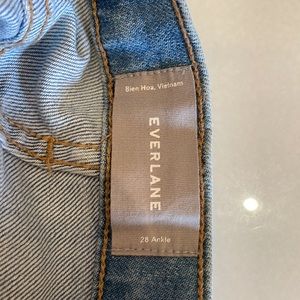 Bien Hoa, Vietnam
EVERLANE
28 Ankle